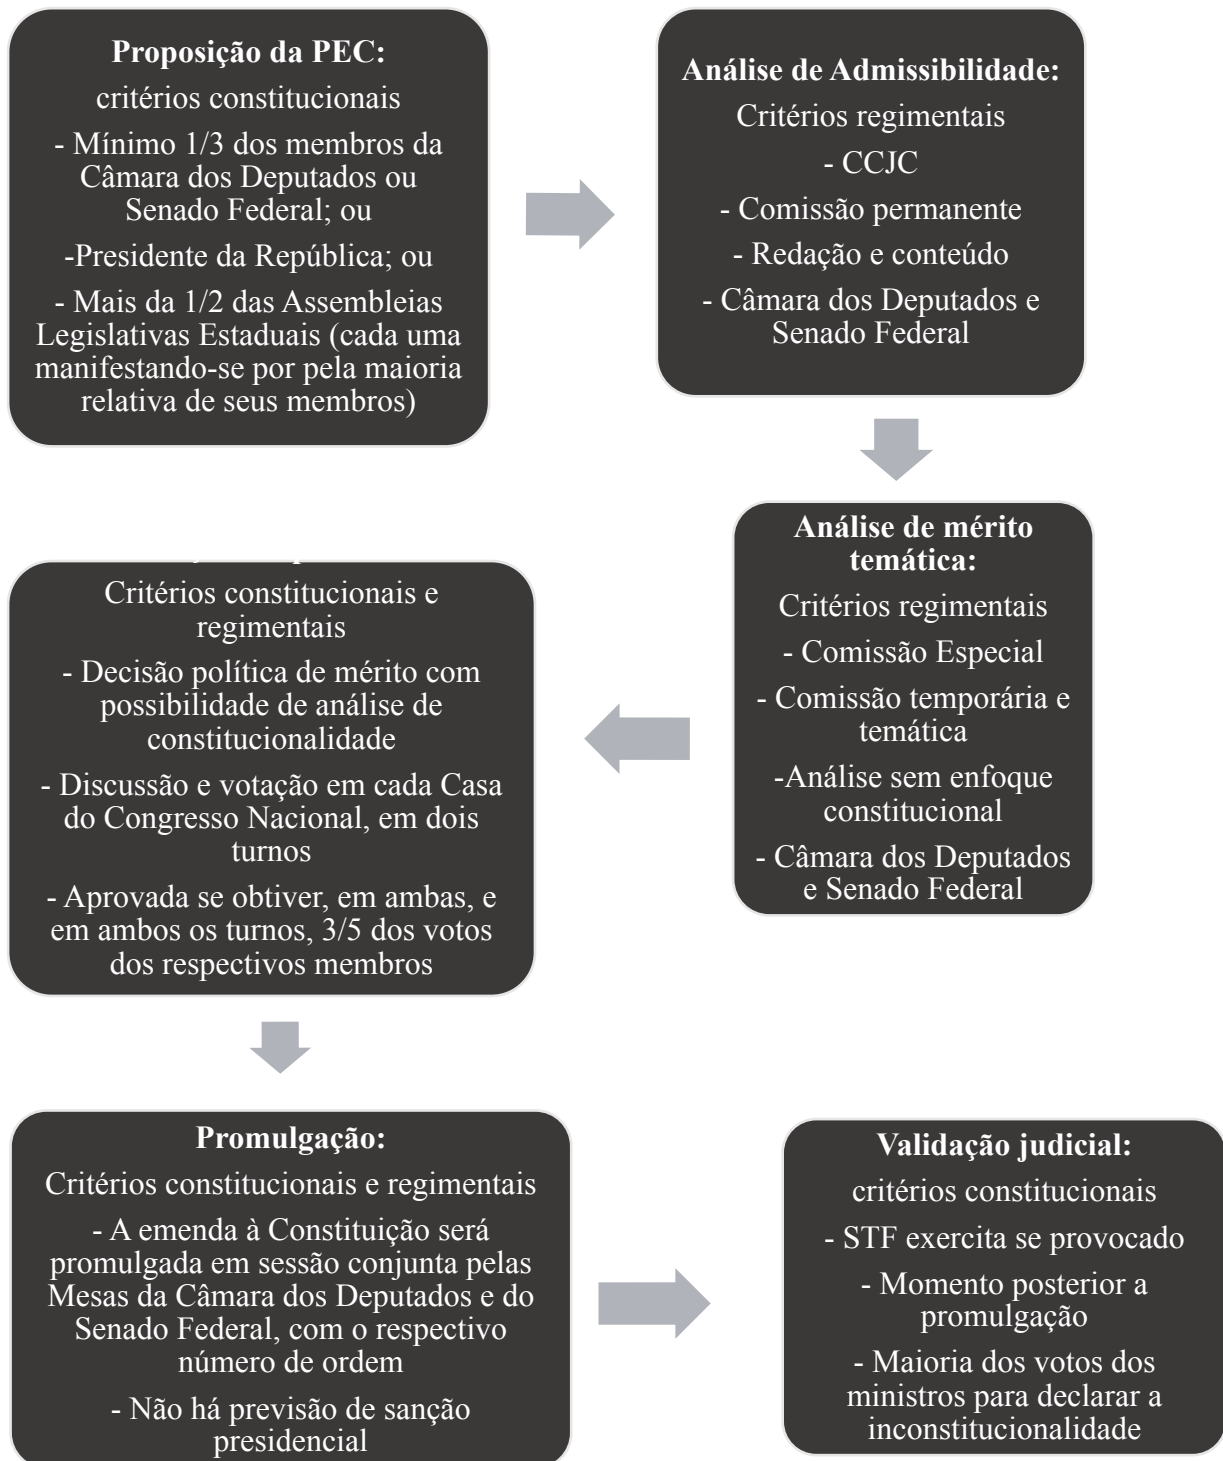 Proposição da PEC:
critérios constitucionais
- Mínimo 1/3 dos membros da
Câmara dos Deputados ou
Senado Federal; ou
-Presidente da República; ou
- Mais da 1/2 das Assembleias
Legislativas Estaduais (cada uma
manifestando-se por pela maioria
relativa de seus membros)
Análise de Admissibilidade:
Critérios regimentais
- CCJC
- Comissão permanente
- Redação e conteúdo
- Câmara dos Deputados e
Senado Federal
Análise de mérito
temática:
Critérios regimentais
- Comissão Especial
- Comissão temporária e
temática
-Análise sem enfoque
constitucional
- Câmara dos Deputados
e Senado Federal
Critérios constitucionais e
regimentais
- Decisão política de mérito com
possibilidade de análise de
constitucionalidade
- Discussão e votação em cada Casa
do Congresso Nacional, em dois
turnos
- Aprovada se obtiver, em ambas, e
em ambos os turnos, 3/5 dos votos
dos respectivos membros
Promulgação:
Critérios constitucionais e regimentais
- A emenda à Constituição será
promulgada em sessão conjunta pelas
Mesas da Câmara dos Deputados e do
Senado Federal, com o respectivo
número de ordem
- Não há previsão de sanção
presidencial
Validação judicial:
critérios constitucionais
- STF exercita se provocado
- Momento posterior a
promulgação
- Maioria dos votos dos
ministros para declarar a
inconstitucionalidade